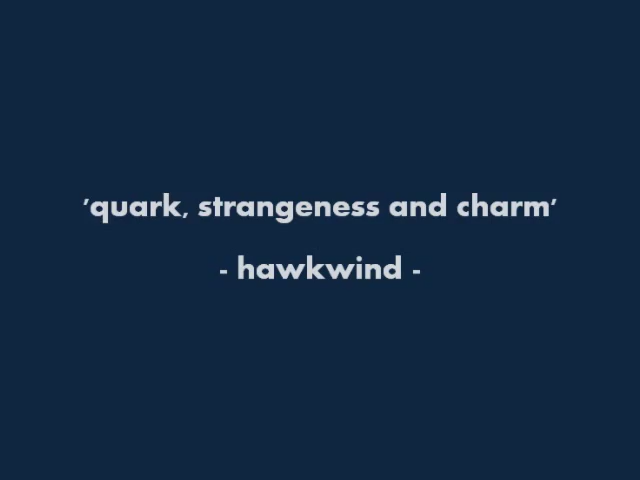 'quark, strangeness and charm'
- hawkwind -